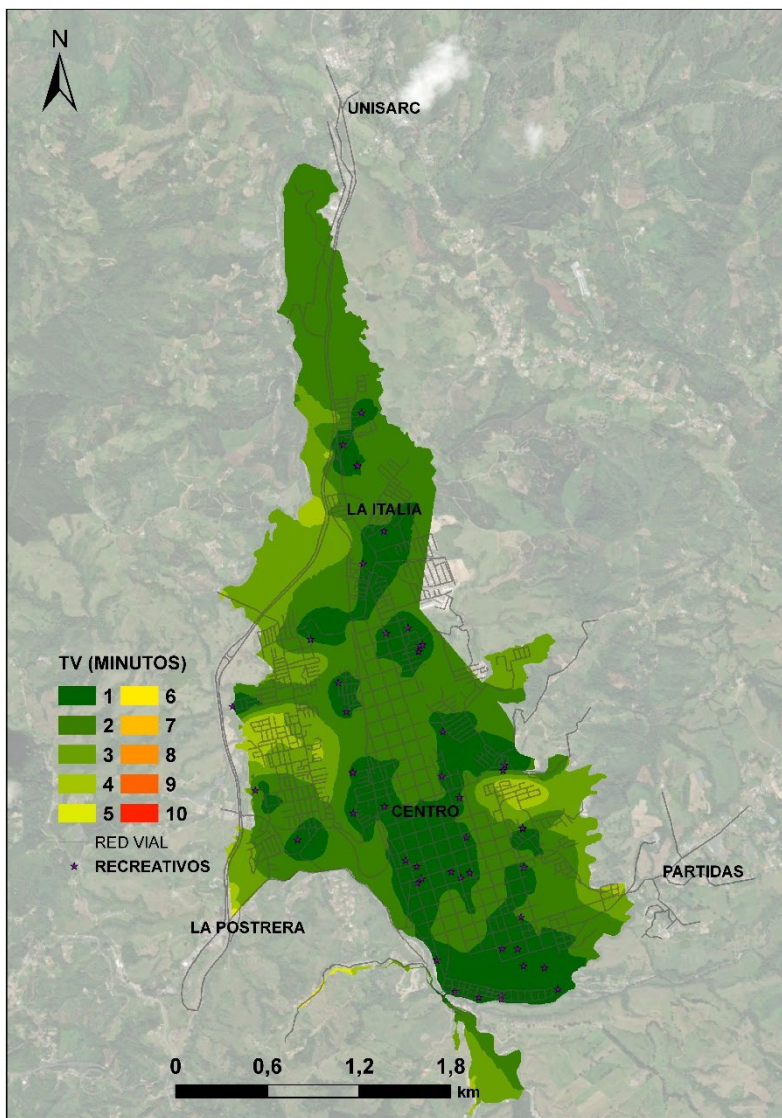 N
UNISARC
LA ITALIA
TV (MINUTOS)
1 6
2 7
3 8
4 9
5 10
RED VIAL
RECREATIVOS
CENTRO
PARTIDAS
LA POSTRERA
0 0,6 1,2 1,8
km